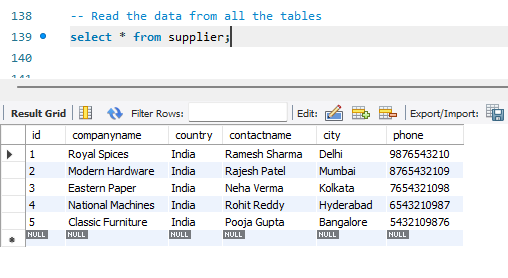 138 -- Read the data from all the tables
139 select * from supplier;
140
Result Grid Filter Rows: Edit: Export/Import:
id companyname country contactname city phone
1 Royal Spices India Ramesh Sharma Delhi 9876543210
2 Modern Hardware India Rajesh Patel Mumbai 8765432109
3 Eastern Paper India Neha Verma Kolkata 7654321098
4 National Machines India Rohit Reddy Hyderabad 6543210987
5 Classic Furniture India Pooja Gupta Bangalore 5432109876
NULL NULL NULL NULL NULL NULL